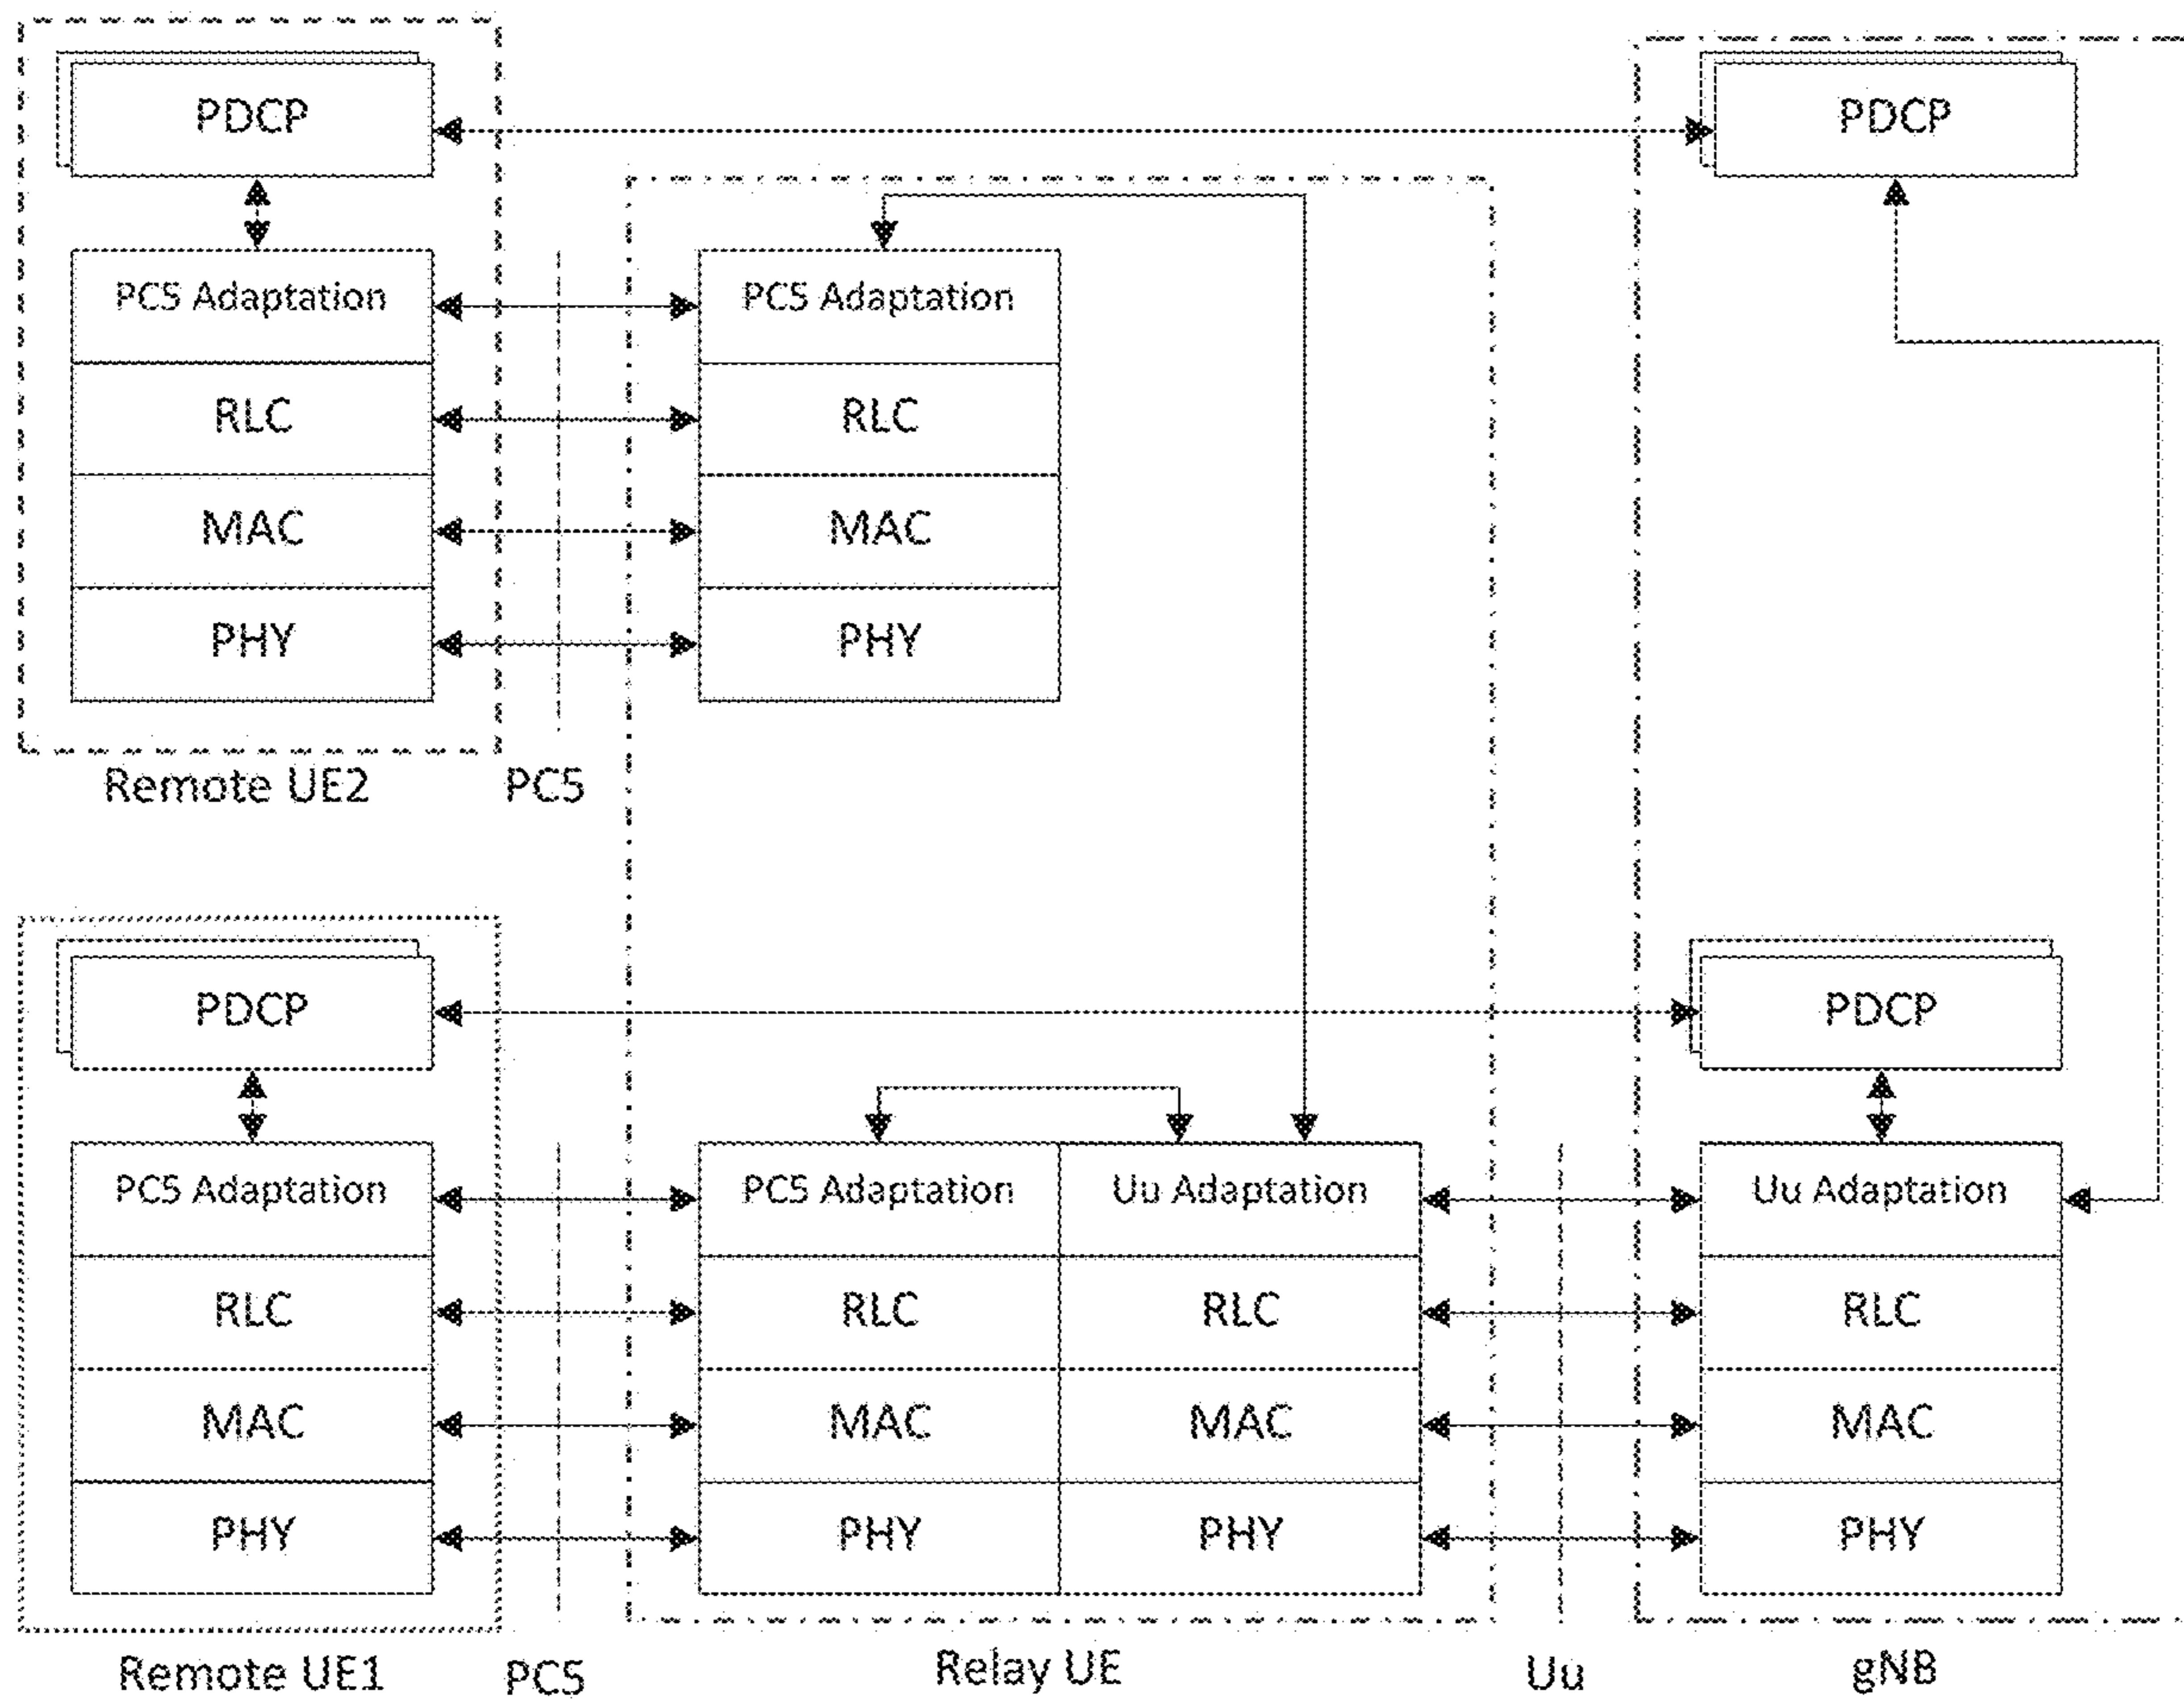 PDCP
PDCP
PC5 Adaptation
PC5 Adaptation
RLC
RLC
MAC
MAC
PHY
PHY
Remote UE2
PC5
PDCP
PDCP
PC5 Adaptation
PC5 Adaptation
Uu Adaptation
Uu Adaptation
RLC
RLC
RLC
RLC
MAC
MAC
MAC
MAC
PHY
PHY
PHY
PHY
Remote UE1
PC5
Relay UE
Uu
gNB